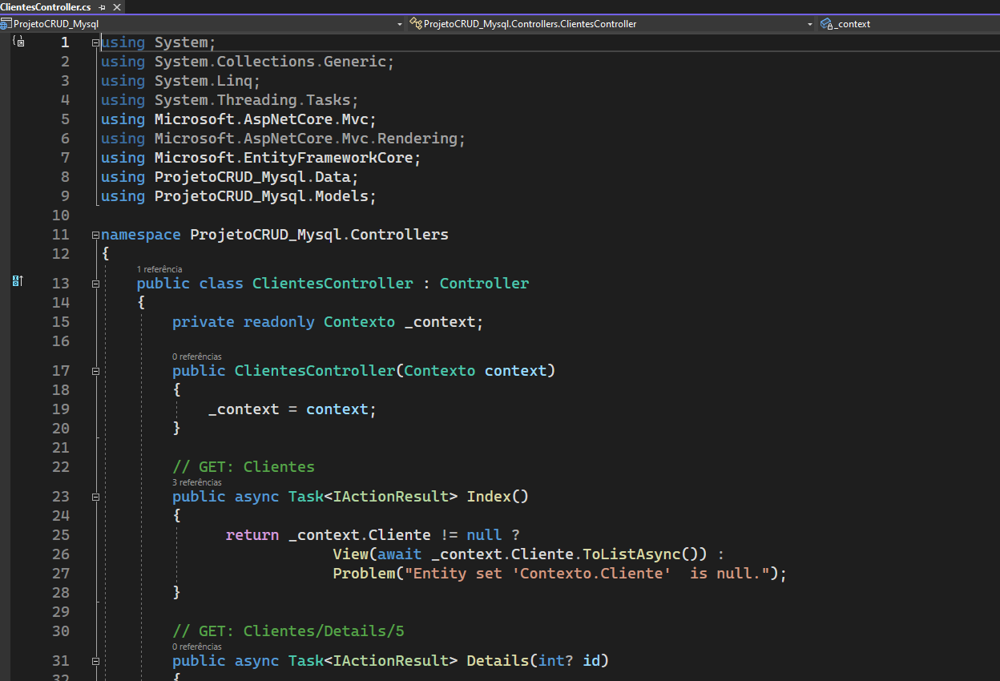 ClientesController.cs
ProjetoCRUD_Mysql ProjetoCRUD_Mysql.Controllers.ClientesController _context
1 using System;
2 using System.Collections.Generic;
3 using System.Linq;
4 using System.Threading.Tasks;
5 using Microsoft.AspNetCore.Mvc;
6 using Microsoft.AspNetCore.Mvc.Rendering;
7 using Microsoft.EntityFrameworkCore;
8 using ProjetoCRUD_Mysql.Data;
9 using ProjetoCRUD_Mysql.Models;
10
11 namespace ProjetoCRUD_Mysql.Controllers
12 {
1 referência
13 public class ClientesController : Controller
14 {
15 private readonly Contexto _context;
16
0 referências
17 public ClientesController(Contexto context)
18 {
19 _context = context;
20 }
21
22 // GET: Clientes
3 referências
23 public async Task<IActionResult> Index()
24 {
25 return _context.Cliente != null ?
26 View(await _context.Cliente.ToListAsync()) :
27 Problem("Entity set 'Contexto.Cliente'  is null.");
28 }
29
30 // GET: Clientes/Details/5
0 referências
31 public async Task<IActionResult> Details(int? id)
32 {